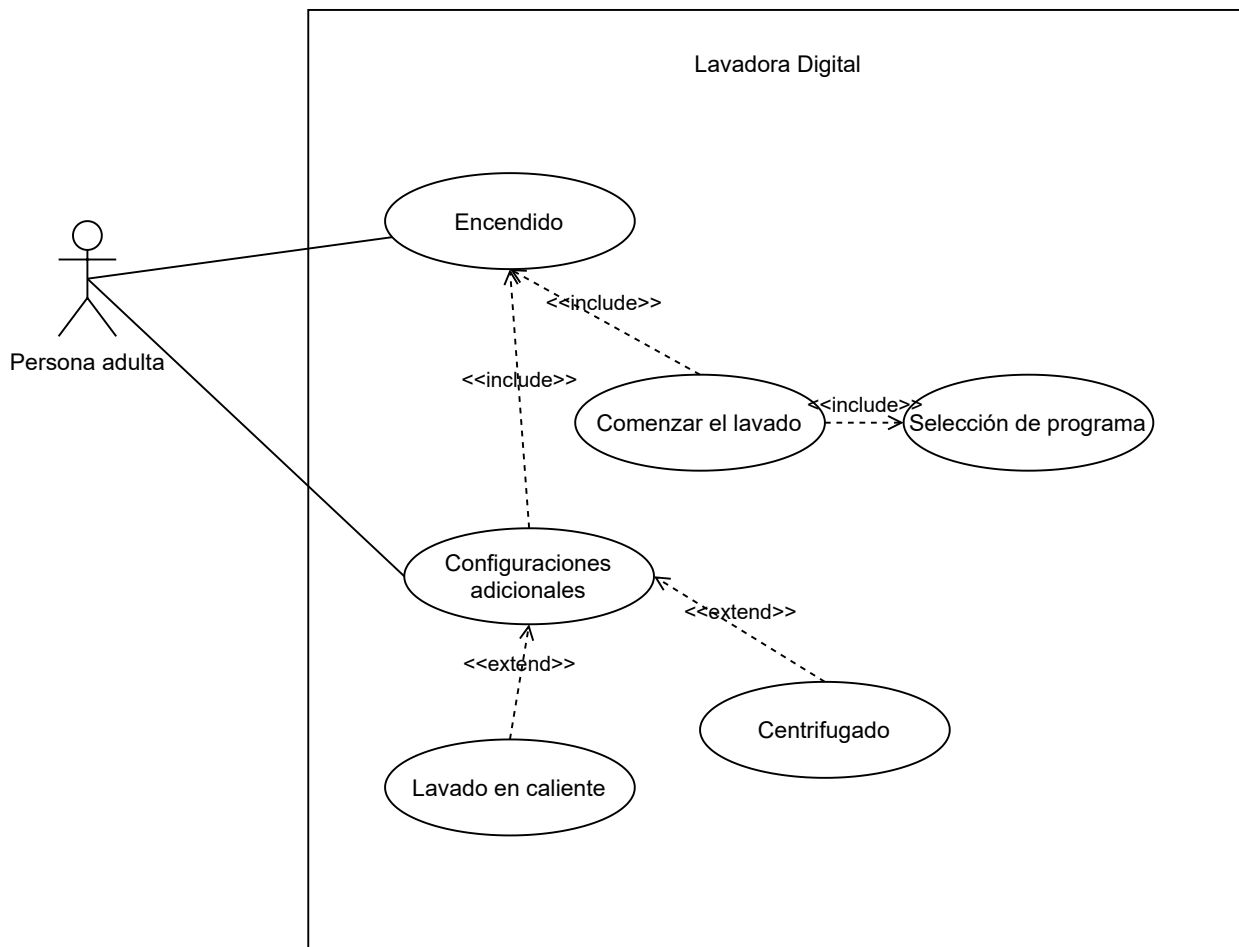 Lavadora Digital
Encendido
Persona adulta
<<include>>
<<include>>
<<include>>
Comenzar el lavado
Selección de programa
Configuraciones
adicionales
<<extend>>
<<extend>>
Centrifugado
Lavado en caliente